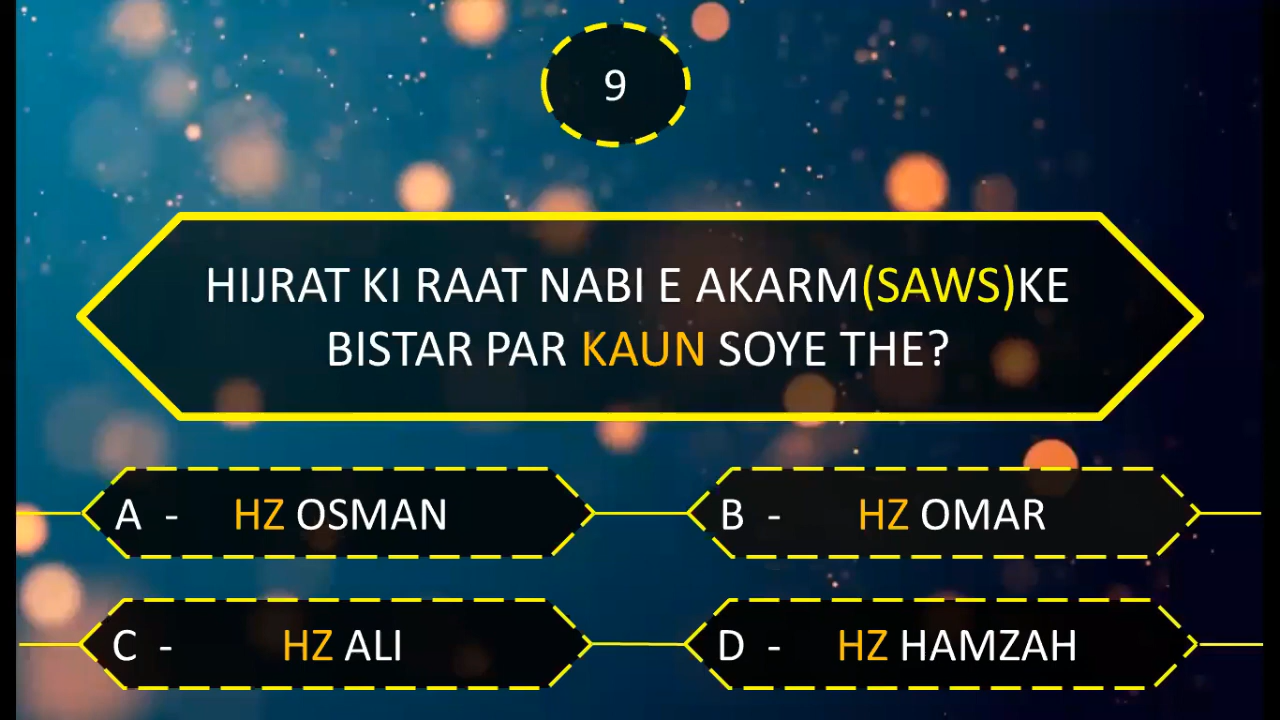 9
HIJRAT KI RAAT NABI E AKARM(SAWS)KE
BISTAR PAR KAUN SOYE THE?
A - HZ OSMAN
B - HZ OMAR
C - HZ ALI
D - HZ HAMZAH